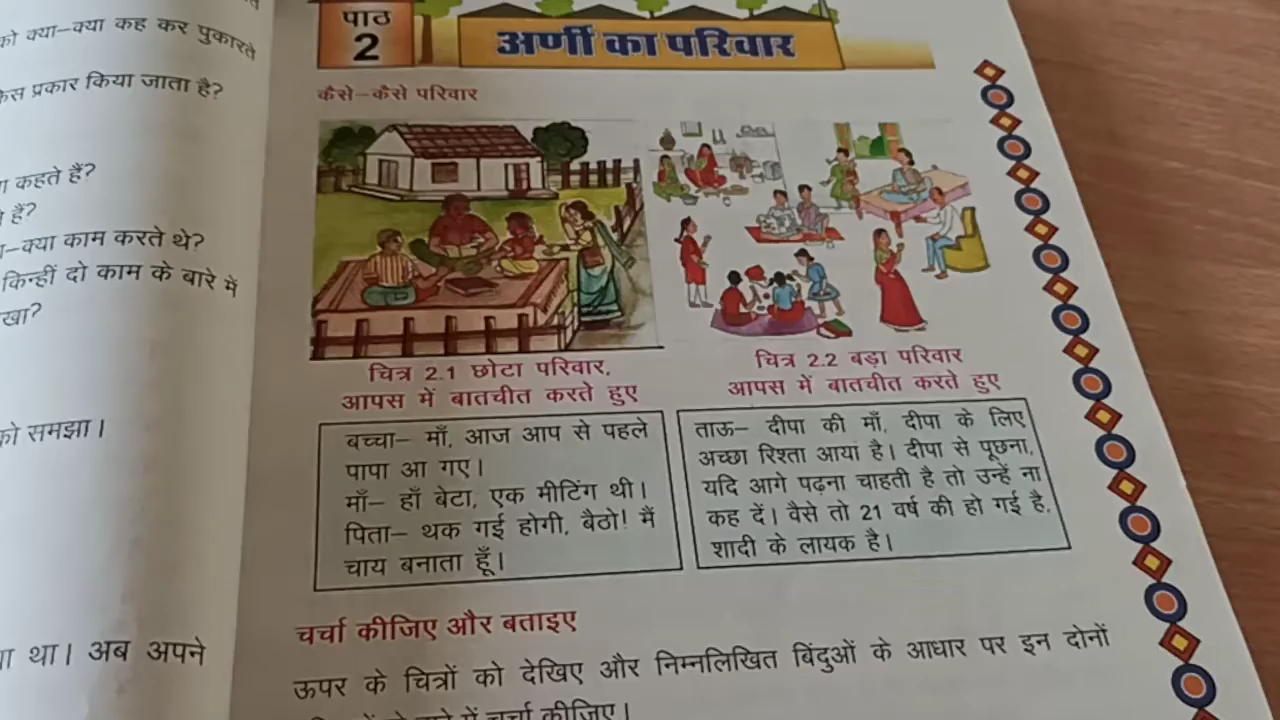 को क्या-क्या कह कर पुकारते
किस प्रकार किया जाता है?
कहते हैं?
हैं?
-क्या काम करते थे?
किन्हीं दो काम के बारे में
को समझा।
था। अब अपने
पाठ
2
अर्णी का परिवार
कैसे-कैसे परिवार
चित्र 2.1 छोटा परिवार,
आपस में बातचीत करते हुए
चित्र 2.2 बड़ा परिवार
आपस में बातचीत करते हुए
बच्चा- माँ, आज आप से पहले
पापा आ गए।
माँ- हाँ बेटा, एक मीटिंग थी।
पिता- थक गई होगी, बैठो! मैं
चाय बनाता हूँ।
ताऊ- दीपा की माँ, दीपा के लिए
अच्छा रिश्ता आया है। दीपा से पूछना,
यदि आगे पढ़ना चाहती है तो उन्हें ना
कह दें। वैसे तो 21 वर्ष की हो गई है,
शादी के लायक है।
चर्चा कीजिए और बताइए
ऊपर के चित्रों को देखिए और निम्नलिखित बिंदुओं के आधार पर इन दोनों
में चर्चा कीजिए।